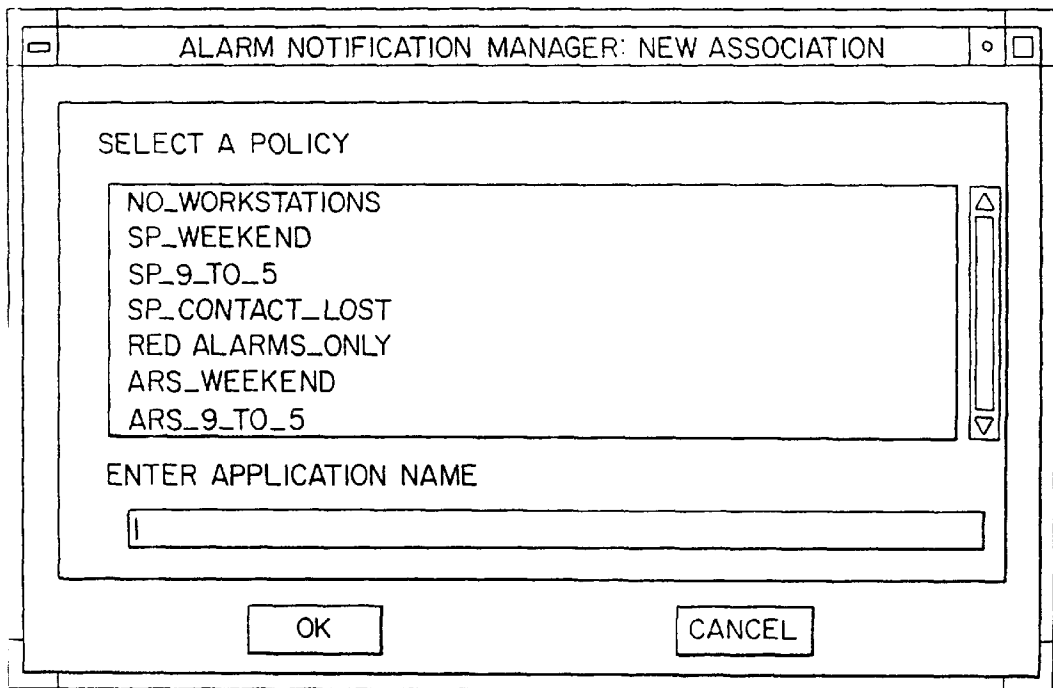 ALARM NOTIFICATION MANAGER: NEW ASSOCIATION
SELECT A POLICY
NO_WORKSTATIONS
SP_WEEKEND
SP_9_TO_5
SP_CONTACT_LOST
RED ALARMS_ONLY
ARS_WEEKEND
ARS_9_TO_5
ENTER APPLICATION NAME
OK
CANCEL